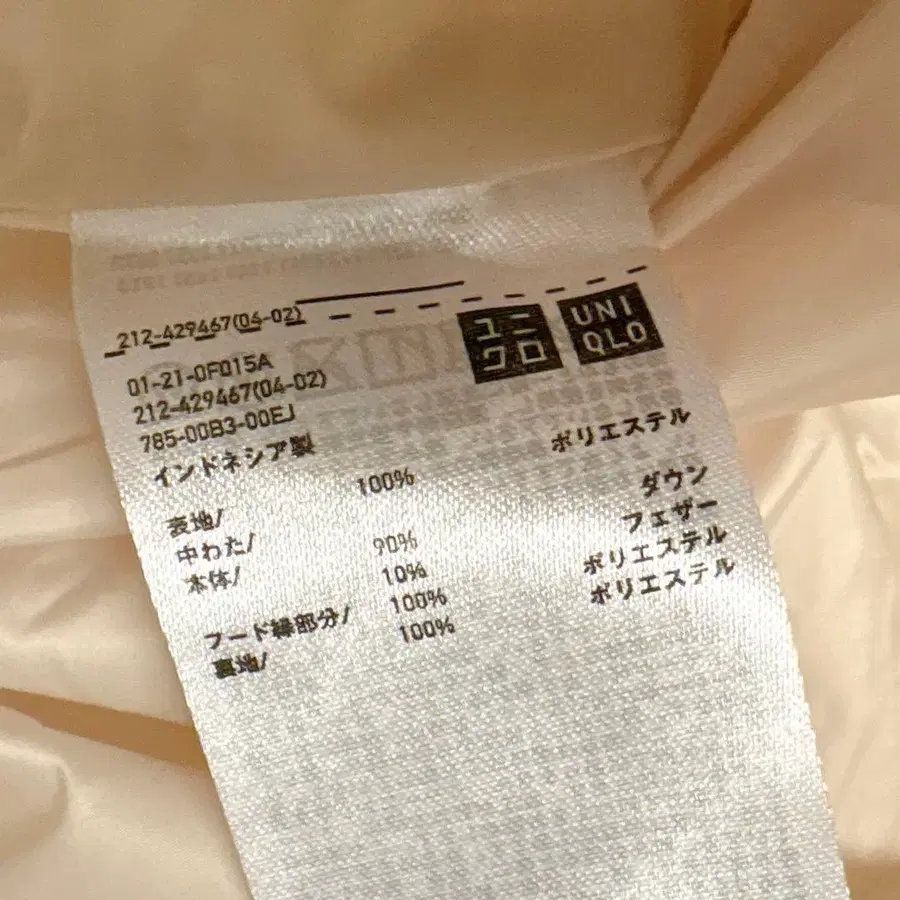 212-429467(04-02)
ユニ
クロ
UNI
QLO
01-21-0F015A
212-429467(04-02)
785-00B3-00EJ
インドネシア製
表地/ 100% ポリエステル
中わた/
本体/ 90% ダウン
10% フェザー
フード縁部分/ 100% ポリエステル
裏地/ 100% ポリエステル